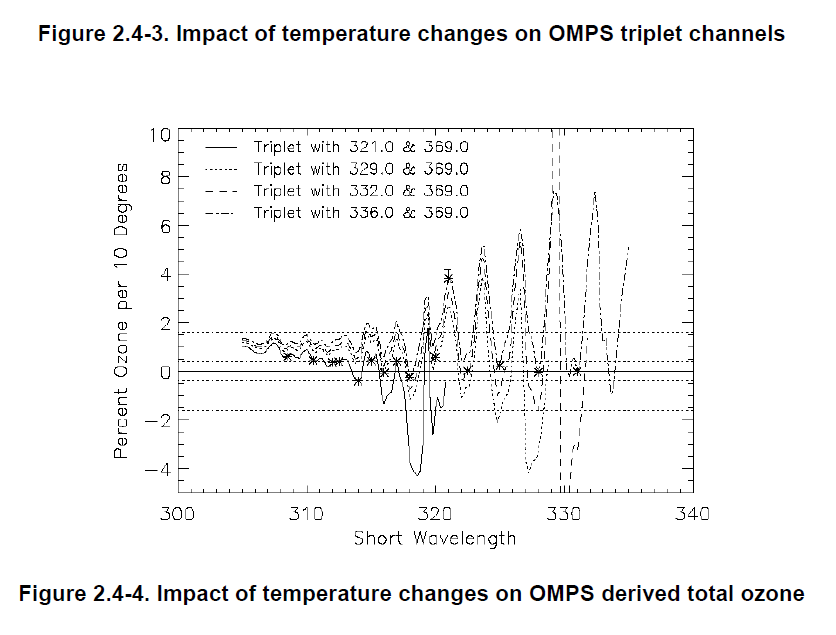 Figure 2.4-3. Impact of temperature changes on OMPS triplet channels
10
8
6
4
2
0
−2
−4
Percent Ozone per 10 Degrees
Triplet with 321.0 & 369.0
Triplet with 329.0 & 369.0
Triplet with 332.0 & 369.0
Triplet with 336.0 & 369.0
300 310 320 330 340
Short Wavelength
Figure 2.4-4. Impact of temperature changes on OMPS derived total ozone